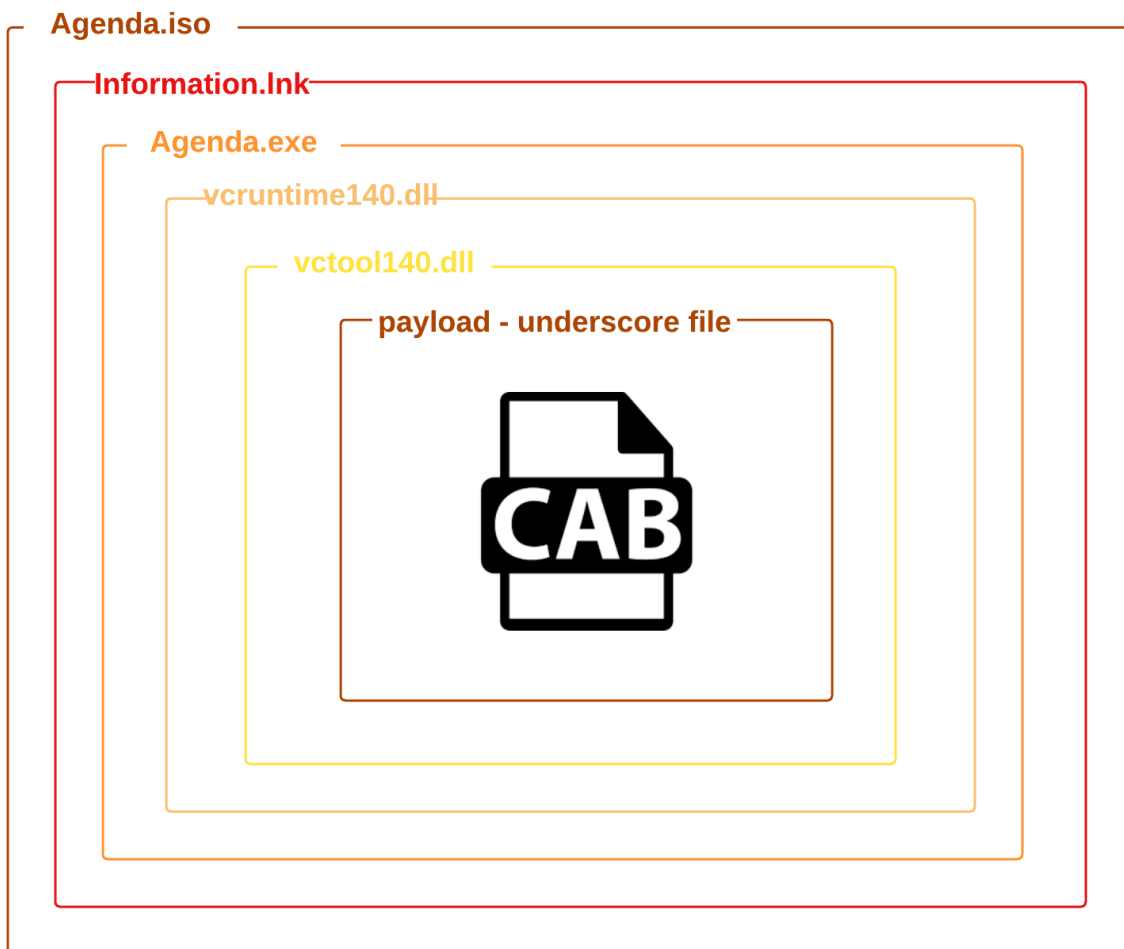 Agenda.iso
Information.lnk
Agenda.exe
vcruntime140.dll
vctool140.dll
payload - underscore file
CAB